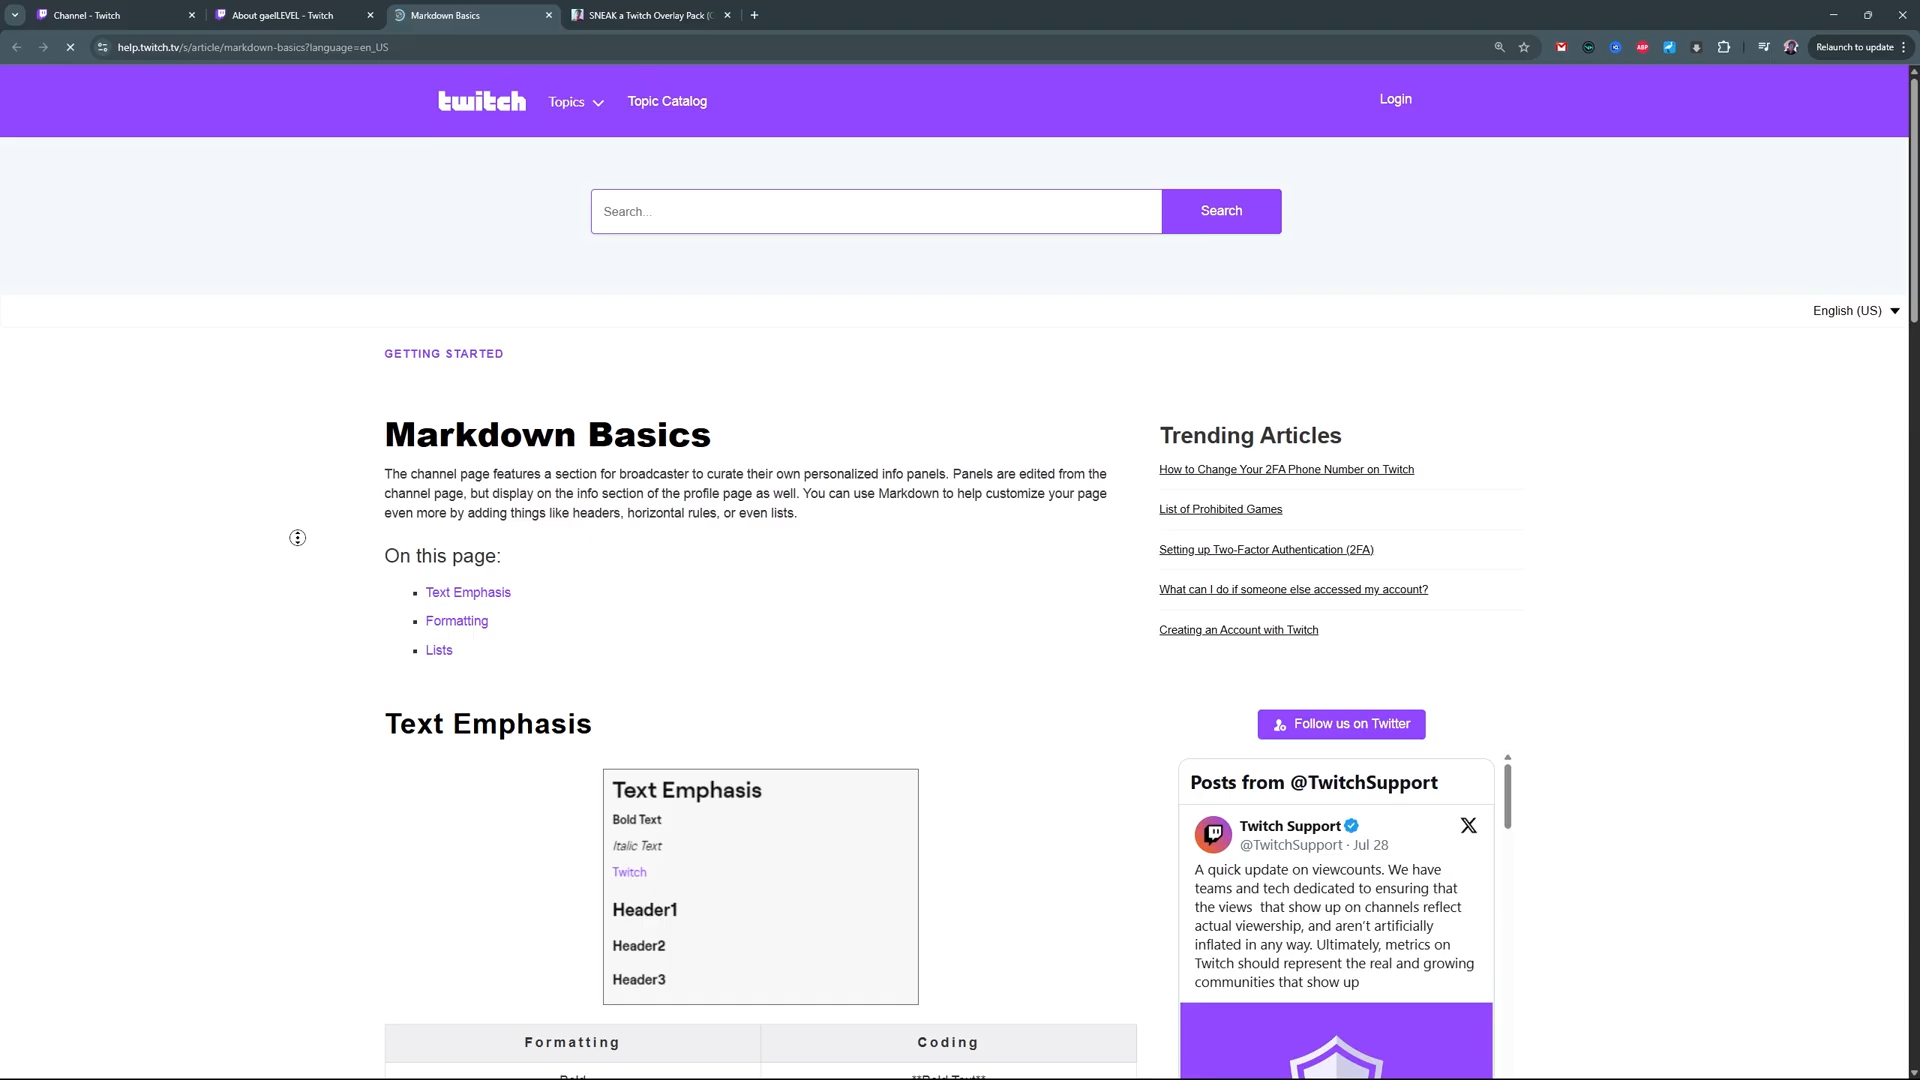 Channel - Twitch
About gaelLEVEL - Twitch
Markdown Basics
SNEAK a Twitch Overlay Pack (
help.twitch.tv/s/article/markdown-basics?language=en_US
ABP
Relaunch to update
twitch
Topics
Topic Catalog
Login
Search...
Search
English (US)
GETTING STARTED
Markdown Basics
The channel page features a section for broadcaster to curate their own personalized info panels. Panels are edited from the
channel page, but display on the info section of the profile page as well. You can use Markdown to help customize your page
even more by adding things like headers, horizontal rules, or even lists.
On this page:
Text Emphasis
Formatting
Lists
Trending Articles
How to Change Your 2FA Phone Number on Twitch
List of Prohibited Games
Setting up Two-Factor Authentication (2FA)
What can I do if someone else accessed my account?
Creating an Account with Twitch
Text Emphasis
Text Emphasis
Bold Text
Italic Text
Twitch
Header1
Header2
Header3
Formatting
Coding
Bold
**Bold Text**
Follow us on Twitter
Posts from @TwitchSupport
Twitch Support
@TwitchSupport · Jul 28
A quick update on viewcounts. We have
teams and tech dedicated to ensuring that
the views  that show up on channels reflect
actual viewership, and aren't artificially
inflated in any way. Ultimately, metrics on
Twitch should represent the real and growing
communities that show up